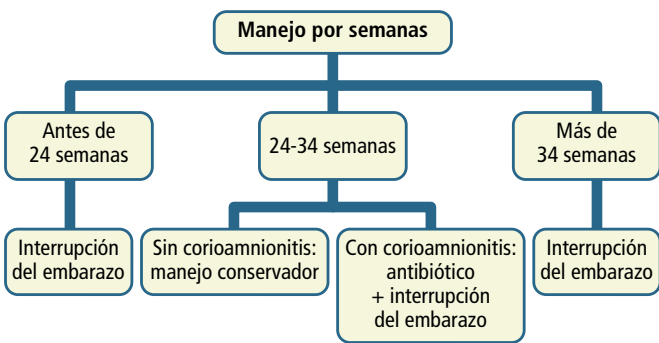 Manejo por semanas
Antes de
24 semanas
24-34 semanas
Más de
34 semanas
Interrupción
del embarazo
Sin corioamnionitis:
manejo conservador
Con corioamnionitis:
antibiótico
+ interrupción
del embarazo
Interrupción
del embarazo